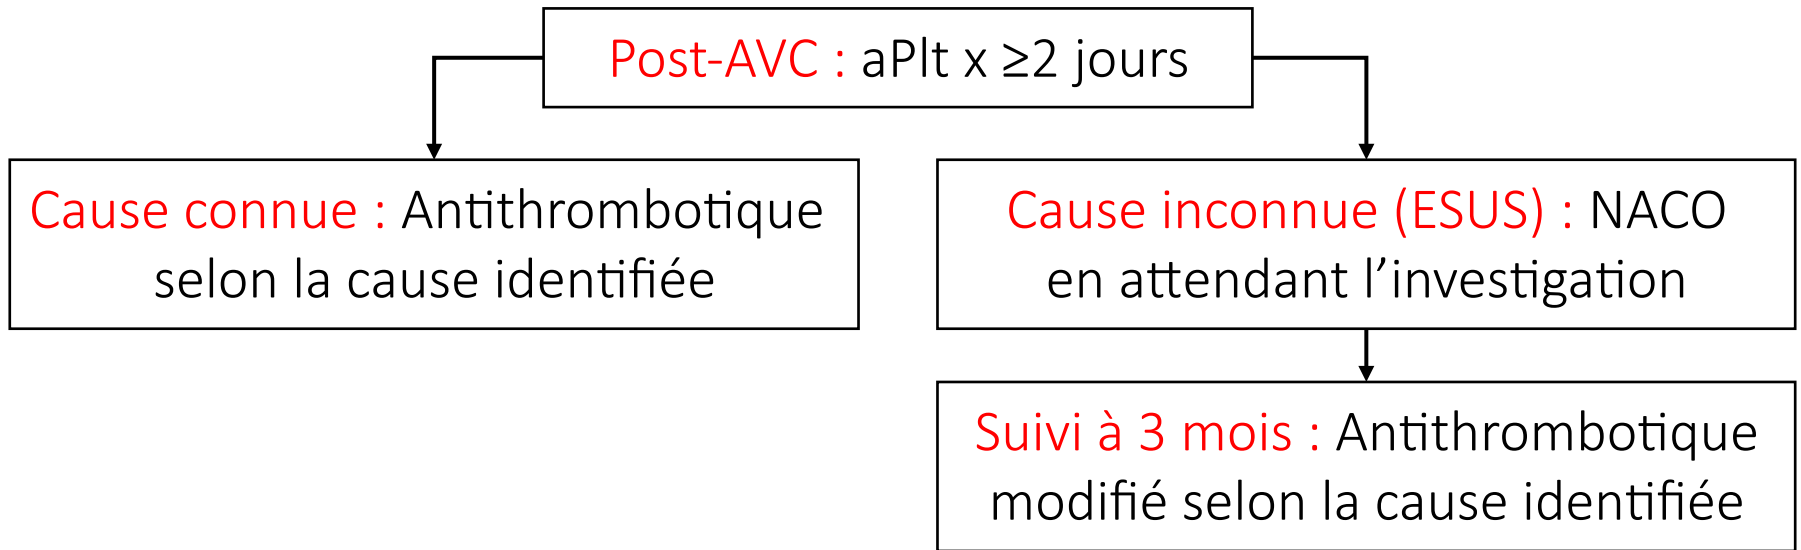 Post-AVC : aPlt x ≥2 jours
Cause connue : Antithrombotique
selon la cause identifiée
Cause inconnue (ESUS) : NACO
en attendant l’investigation
Suivi à 3 mois : Antithrombotique
modifié selon la cause identifiée